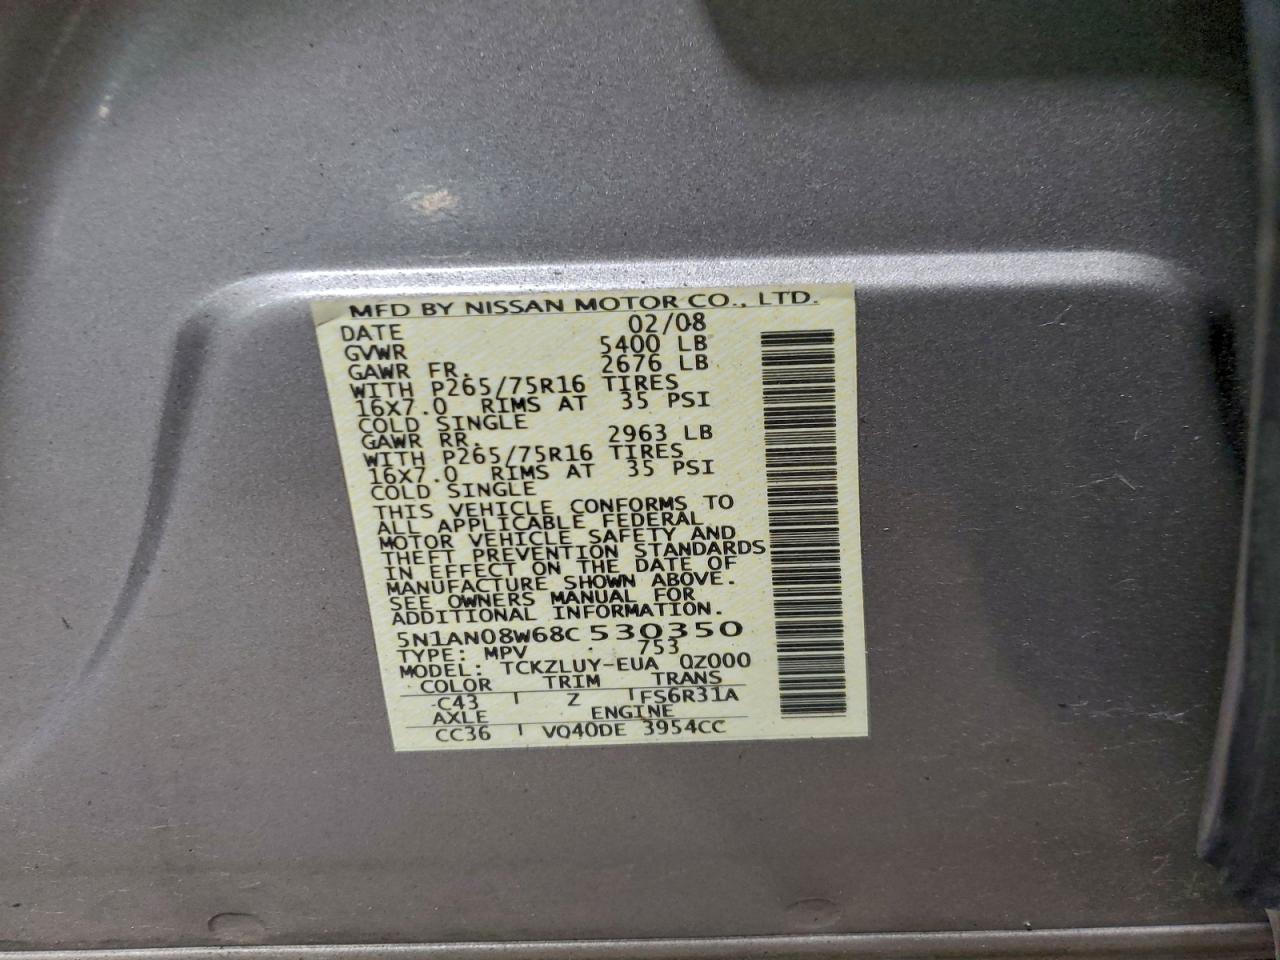 MFD BY NISSAN MOTOR CO., LTD.
DATE 02/08
GVWR 5400 LB
GAWR FR. 2676 LB
WITH P265/75R16 TIRES
16X7.0 RIMS AT 35 PSI
COLD SINGLE
GAWR RR. 2963 LB
WITH P265/75R16 TIRES
16X7.0 RIMS AT 35 PSI
COLD SINGLE
THIS VEHICLE CONFORMS TO
ALL APPLICABLE FEDERAL
MOTOR VEHICLE SAFETY AND
THEFT PREVENTION STANDARDS
IN EFFECT ON THE DATE OF
MANUFACTURE SHOWN ABOVE.
SEE OWNERS MANUAL FOR
ADDITIONAL INFORMATION.
5N1AN08W68C530350
TYPE: MPV 753
MODEL: TCKZLUY-EUA QZ000
COLOR TRIM TRANS
C43 Z FS6R31A
AXLE ENGINE
CC36 VQ40DE 3954CC